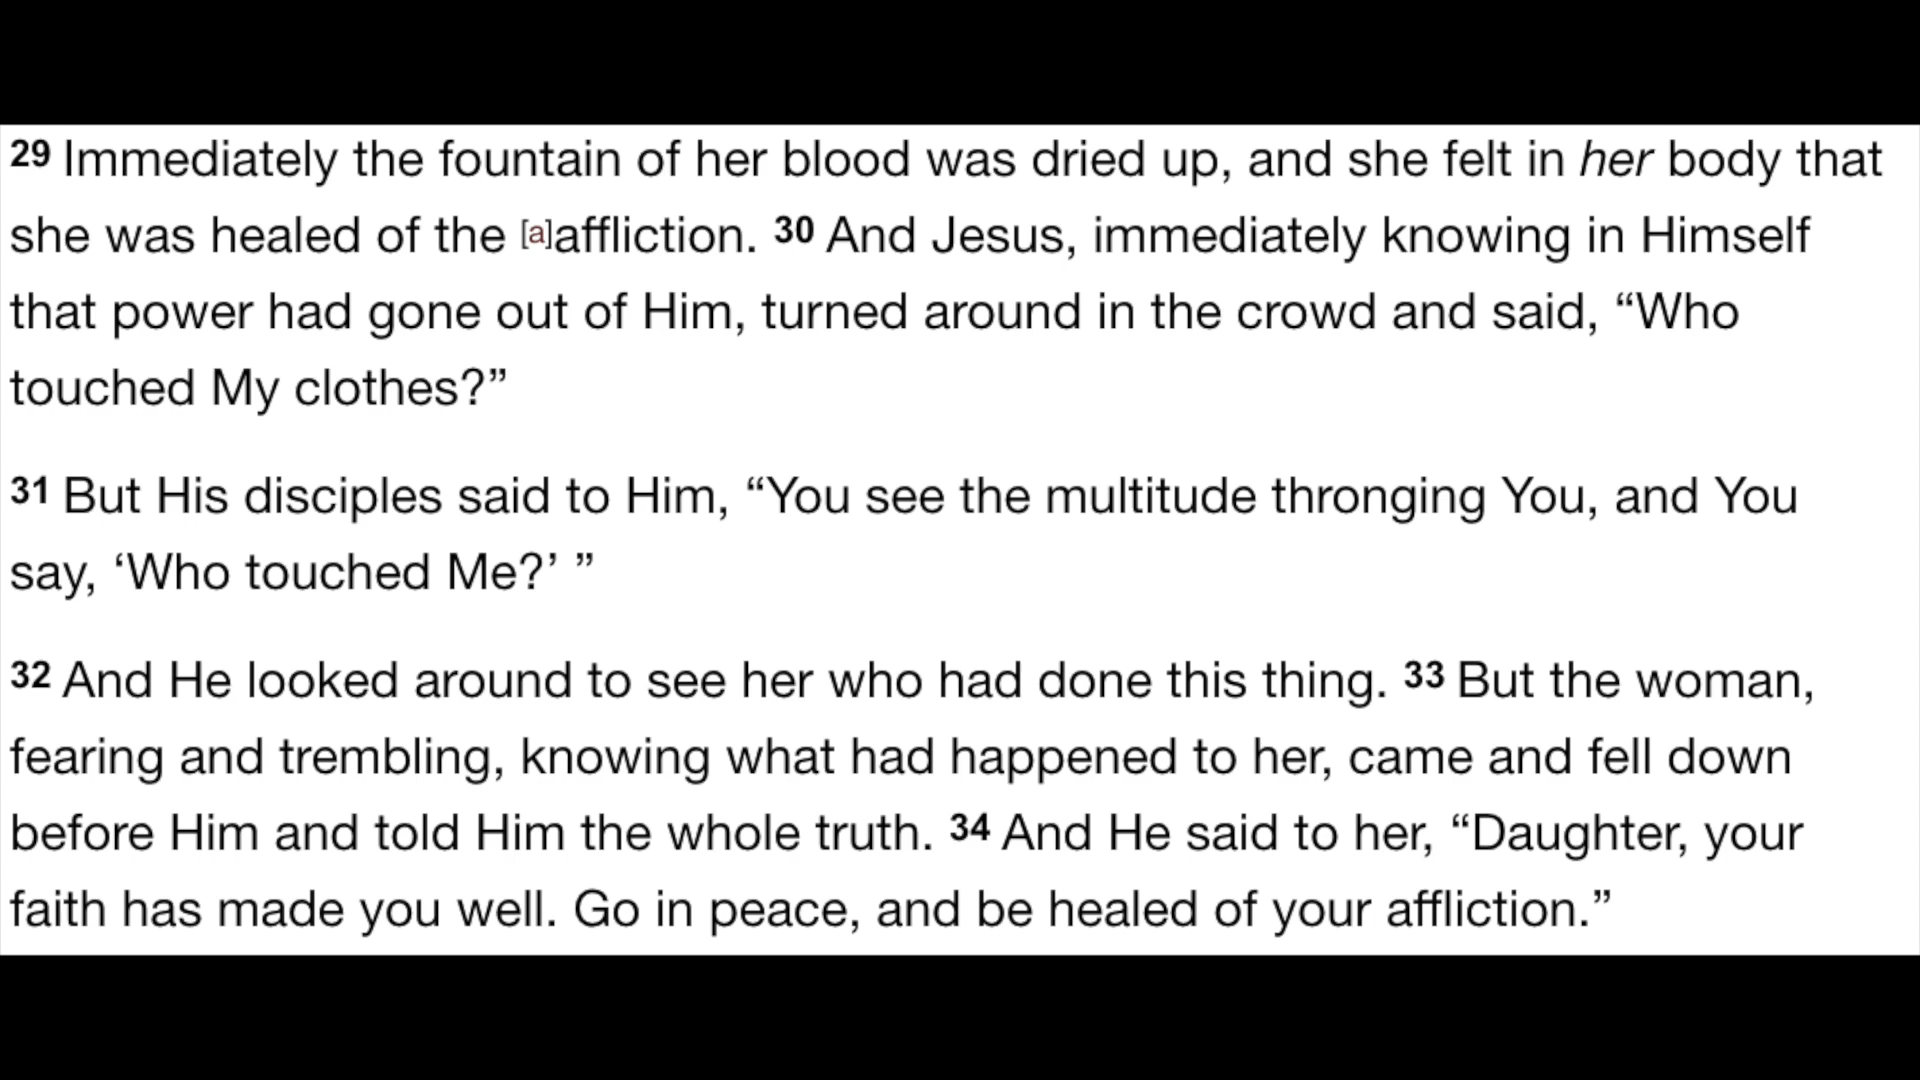 29 Immediately the fountain of her blood was dried up, and she felt in her body that
she was healed of the [a]affliction. 30 And Jesus, immediately knowing in Himself
that power had gone out of Him, turned around in the crowd and said, “Who
touched My clothes?”
31 But His disciples said to Him, “You see the multitude thronging You, and You
say, ‘Who touched Me?’ ”
32 And He looked around to see her who had done this thing. 33 But the woman,
fearing and trembling, knowing what had happened to her, came and fell down
before Him and told Him the whole truth. 34 And He said to her, “Daughter, your
faith has made you well. Go in peace, and be healed of your affliction.”